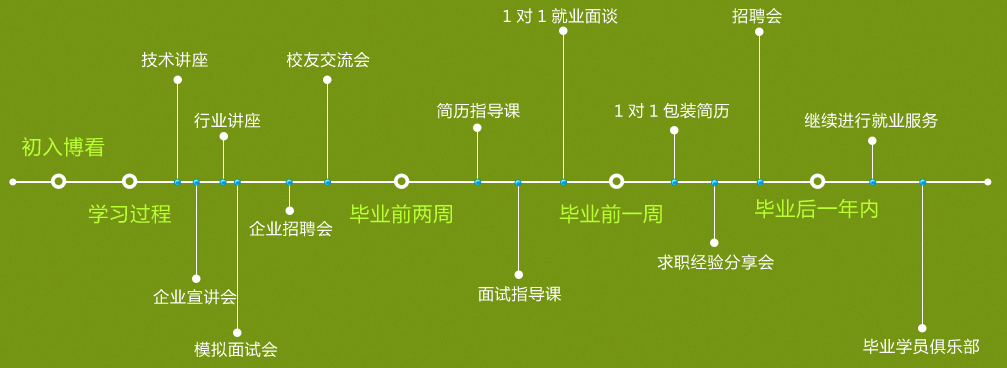 1 对 1 就业面谈
招聘会
技术讲座
校友交流会
简历指导课
1 对 1 包装简历
行业讲座
继续进行就业服务
初入博看
学习过程
毕业前两周
毕业前一周
毕业后一年内
企业招聘会
求职经验分享会
企业宣讲会
面试指导课
模拟面试会
毕业学员俱乐部